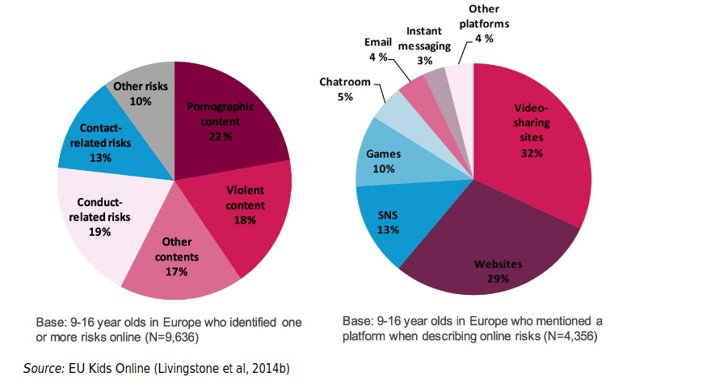 Pornographic
content
22 %
Violent
content
18%
Other
contents
17%
Conduct-
related risks
19%
Contact-
related risks
13%
Other risks
10%
Base: 9-16 year olds in Europe who identified one
or more risks online (N=9,636)
Other
platforms
4 %
Instant
messaging
3%
Email
4 %
Chatroom
5%
Games
10%
SNS
13%
Websites
29%
Video-
sharing
sites
32%
Base: 9-16 year olds in Europe who mentioned a
platform when describing online risks (N=4,356)
Source: EU Kids Online (Livingstone et al, 2014b)